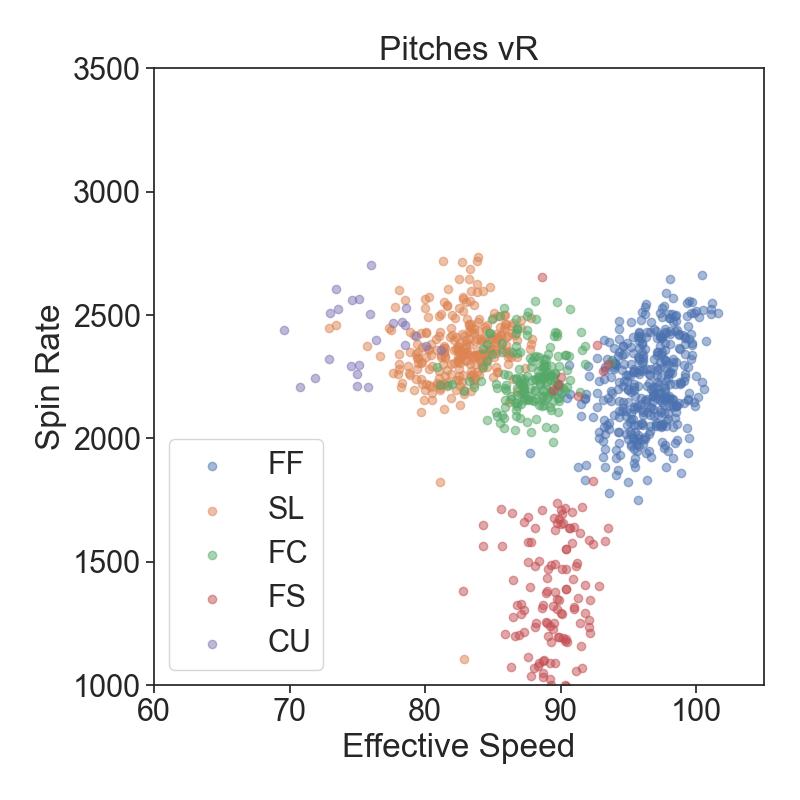 Pitches vR
3500
3000
2500
2000
1500
1000
Spin Rate
FF
SL
FC
FS
CU
60 70 80 90 100
Effective Speed